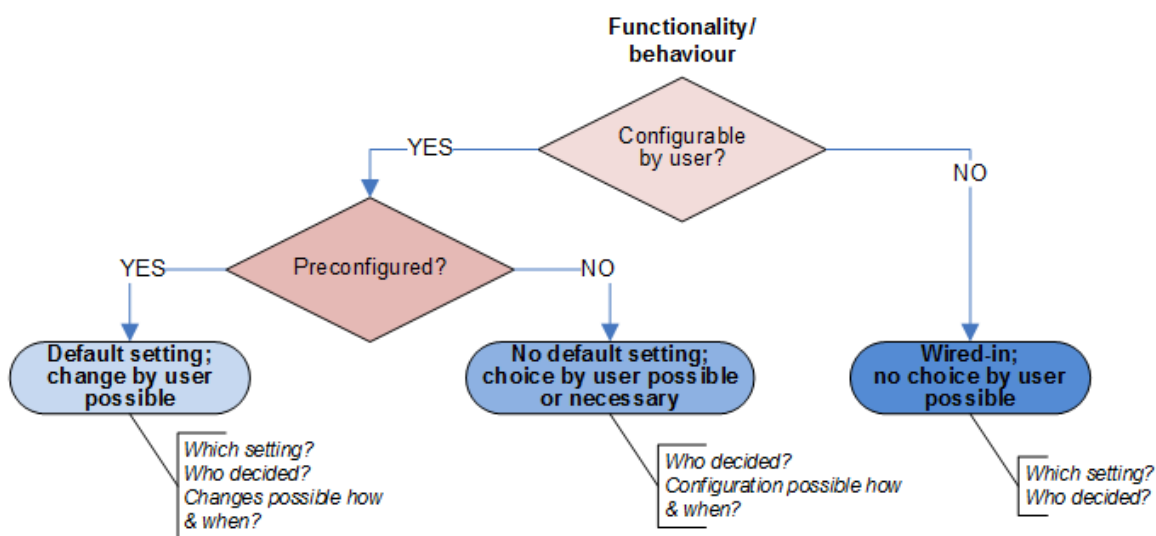 Functionality/
behaviour
Configurable
by user?
YES
NO
Preconfigured?
YES
NO
Default setting;
change by user
possible
No default setting;
choice by user possible
or necessary
Wired-in;
no choice by user
possible
Which setting?
Who decided?
Changes possible how
& when?
Who decided?
Configuration possible how
& when?
Which setting?
Who decided?